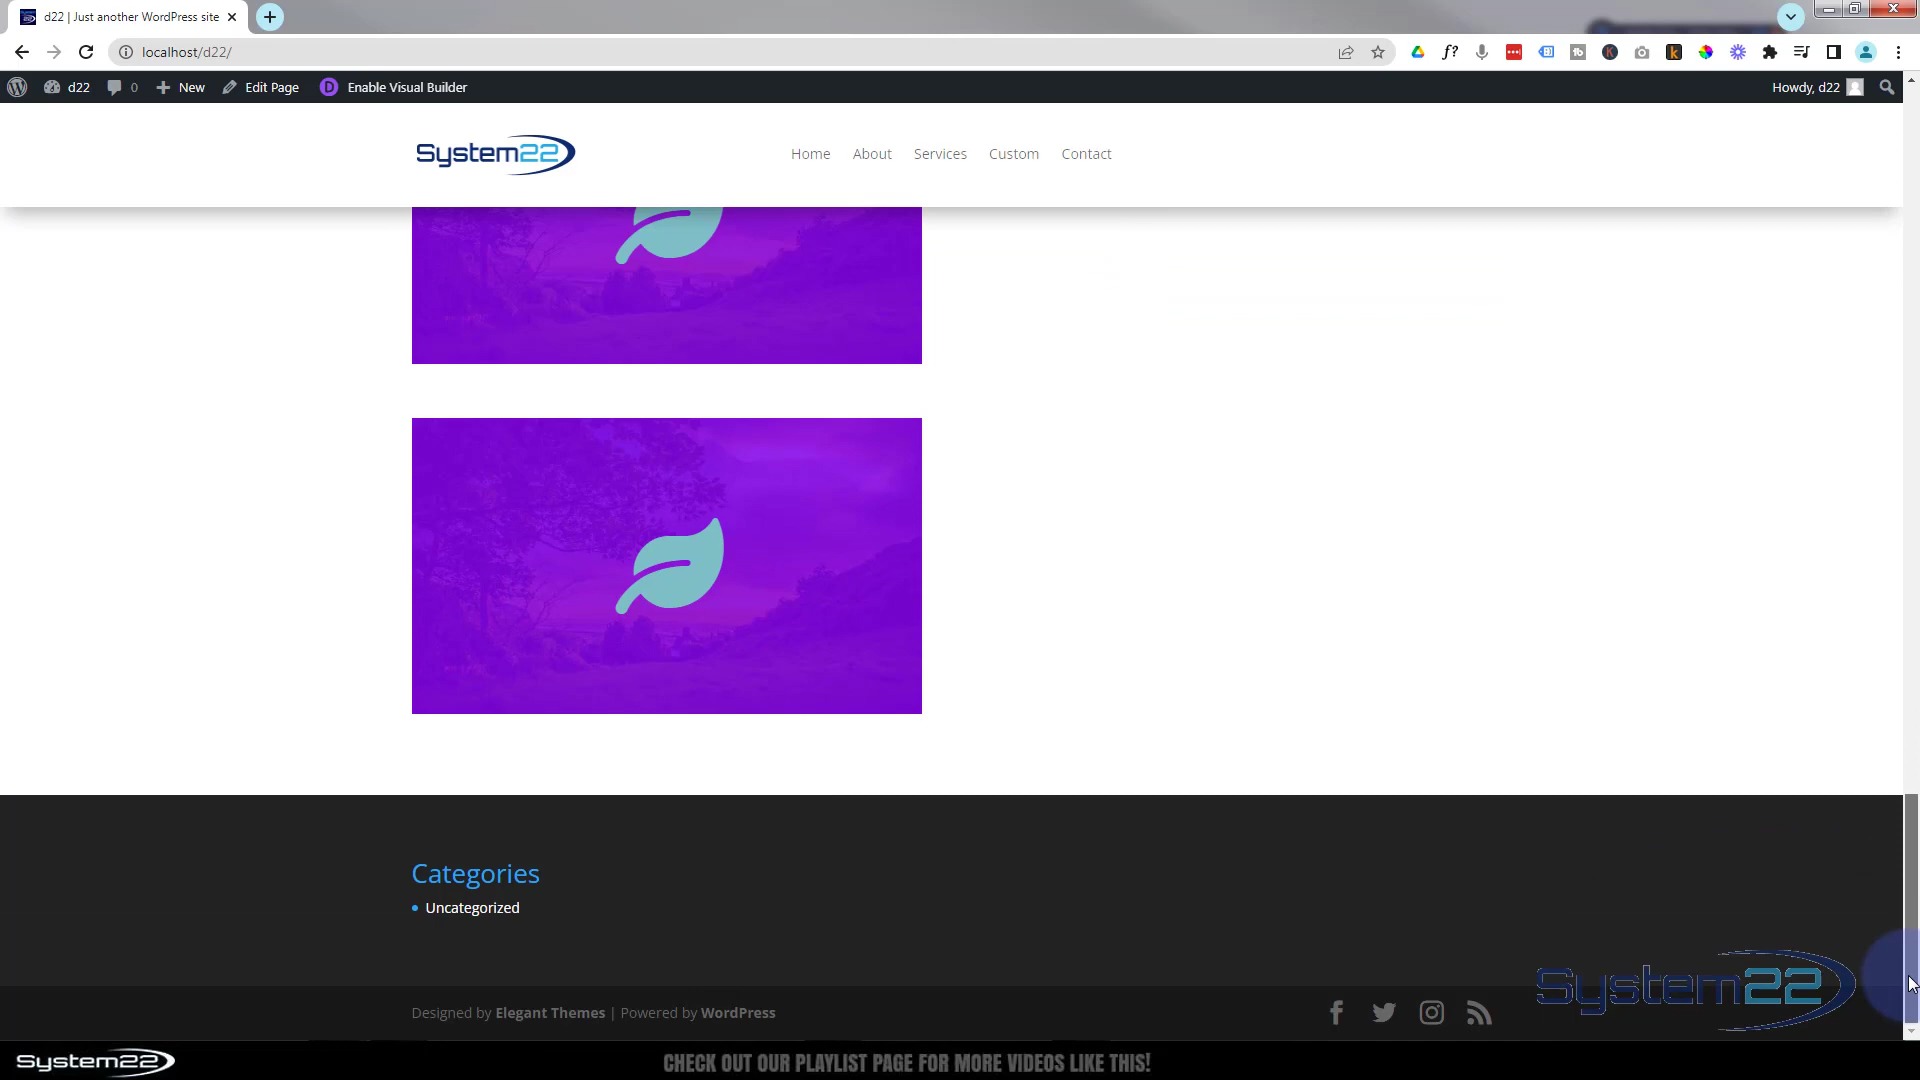 d22 | Just another WordPress site
localhost/d22/
d22 0 New Edit Page Enable Visual Builder Howdy, d22
System22
Home About Services Custom Contact
Categories
Uncategorized
System22
Designed by Elegant Themes | Powered by WordPress
System22
CHECK OUT OUR PLAYLIST PAGE FOR MORE VIDEOS LIKE THIS!